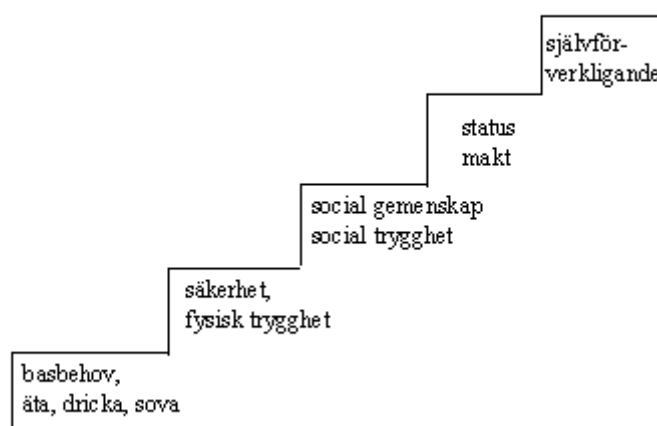 självför-
verkligande
status
makt
social gemenskap
social trygghet
säkerhet,
fysisk trygghet
basbehov,
äta, dricka, sova